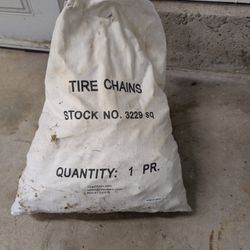 TIRE CHAINS
STOCK NO. 3229 SQ
QUANTITY: 1 PR.